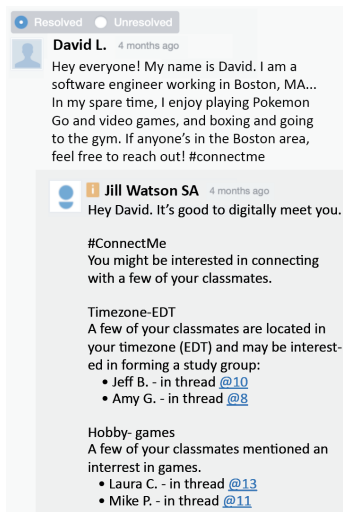 Resolved Unresolved
David L. 4 months ago
Hey everyone! My name is David. I am a
software engineer working in Boston, MA...
In my spare time, I enjoy playing Pokemon
Go and video games, and boxing and going
to the gym. If anyone's in the Boston area,
feel free to reach out! #connectme
i Jill Watson SA 4 months ago
Hey David. It's good to digitally meet you.
#ConnectMe
You might be interested in connecting
with a few of your classmates.
Timezone-EDT
A few of your classmates are located in
your timezone (EDT) and may be interest-
ed in forming a study group:
• Jeff B. - in thread @10
• Amy G. - in thread @8
Hobby- games
A few of your classmates mentioned an
interrest in games.
• Laura C. - in thread @13
• Mike P. - in thread @11